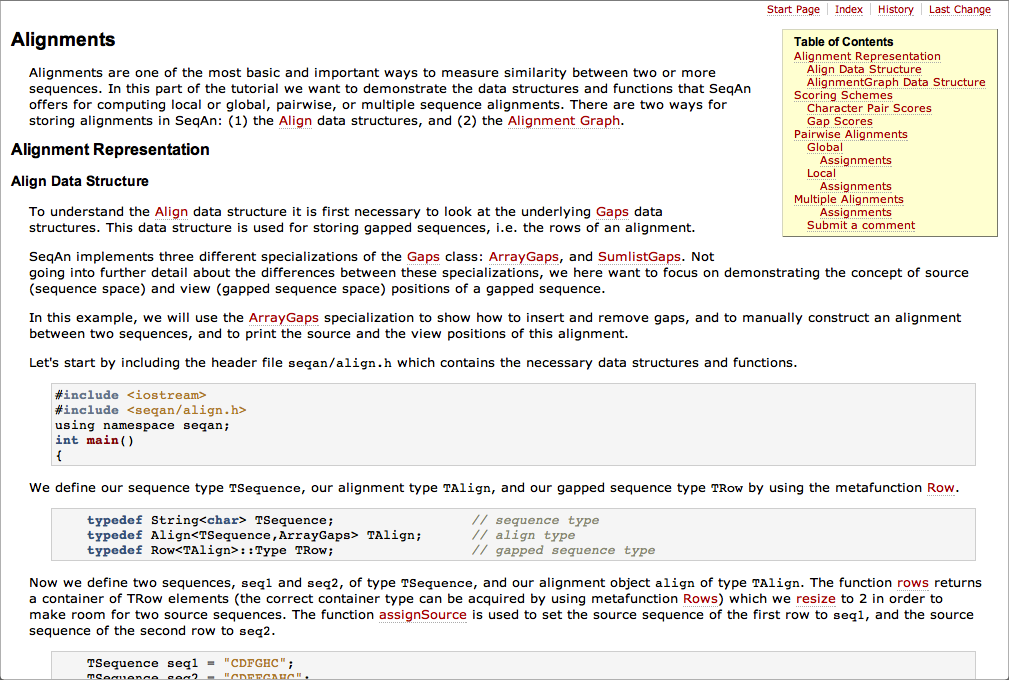 Start Page | Index | History | Last Change
Alignments
Alignments are one of the most basic and important ways to measure similarity between two or more
sequences. In this part of the tutorial we want to demonstrate the data structures and functions that SeqAn
offers for computing local or global, pairwise, or multiple sequence alignments. There are two ways for
storing alignments in SeqAn: (1) the Align data structures, and (2) the Alignment Graph.
Table of Contents
Alignment Representation
Align Data Structure
AlignmentGraph Data Structure
Scoring Schemes
Character Pair Scores
Gap Scores
Pairwise Alignments
Global
Assignments
Local
Assignments
Multiple Alignments
Assignments
Submit a comment
Alignment Representation
Align Data Structure
To understand the Align data structure it is first necessary to look at the underlying Gaps data
structures. This data structure is used for storing gapped sequences, i.e. the rows of an alignment.
SeqAn implements three different specializations of the Gaps class: ArrayGaps, and SumlistGaps. Not
going into further detail about the differences between these specializations, we here want to focus on demonstrating the concept of source
(sequence space) and view (gapped sequence space) positions of a gapped sequence.
In this example, we will use the ArrayGaps specialization to show how to insert and remove gaps, and to manually construct an alignment
between two sequences, and to print the source and the view positions of this alignment.
Let's start by including the header file seqan/align.h which contains the necessary data structures and functions.
#include <iostream>
#include <seqan/align.h>
using namespace seqan;
int main()
{
We define our sequence type TSequence, our alignment type TAlign, and our gapped sequence type TRow by using the metafunction Row.
typedef String<char> TSequence; // sequence type
typedef Align<TSequence,ArrayGaps> TAlign; // align type
typedef Row<TAlign>::Type TRow; // gapped sequence type
Now we define two sequences, seq1 and seq2, of type TSequence, and our alignment object align of type TAlign. The function rows returns
a container of TRow elements (the correct container type can be acquired by using metafunction Rows) which we resize to 2 in order to
make room for two source sequences. The function assignSource is used to set the source sequence of the first row to seq1, and the source
sequence of the second row to seq2.
TSequence seq1 = "CDFGHC";
TSequence seq2 = "CDEFGAHC";